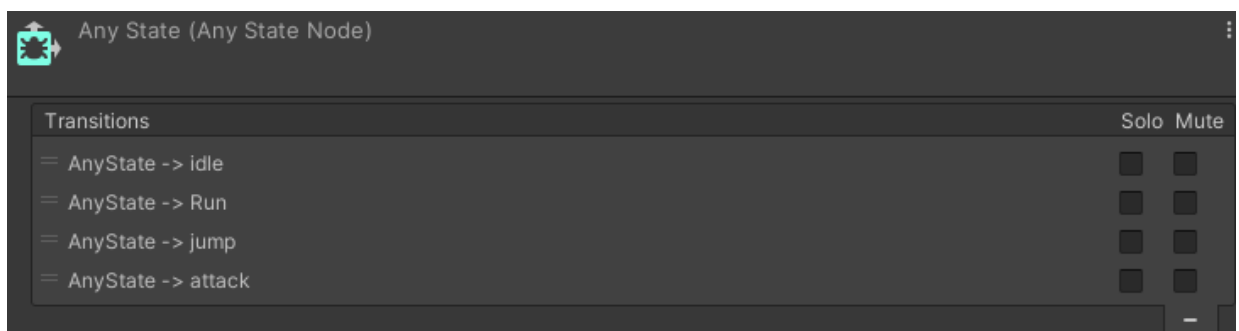 Any State (Any State Node)
Transitions Solo Mute
AnyState -> idle
AnyState -> Run
AnyState -> jump
AnyState -> attack